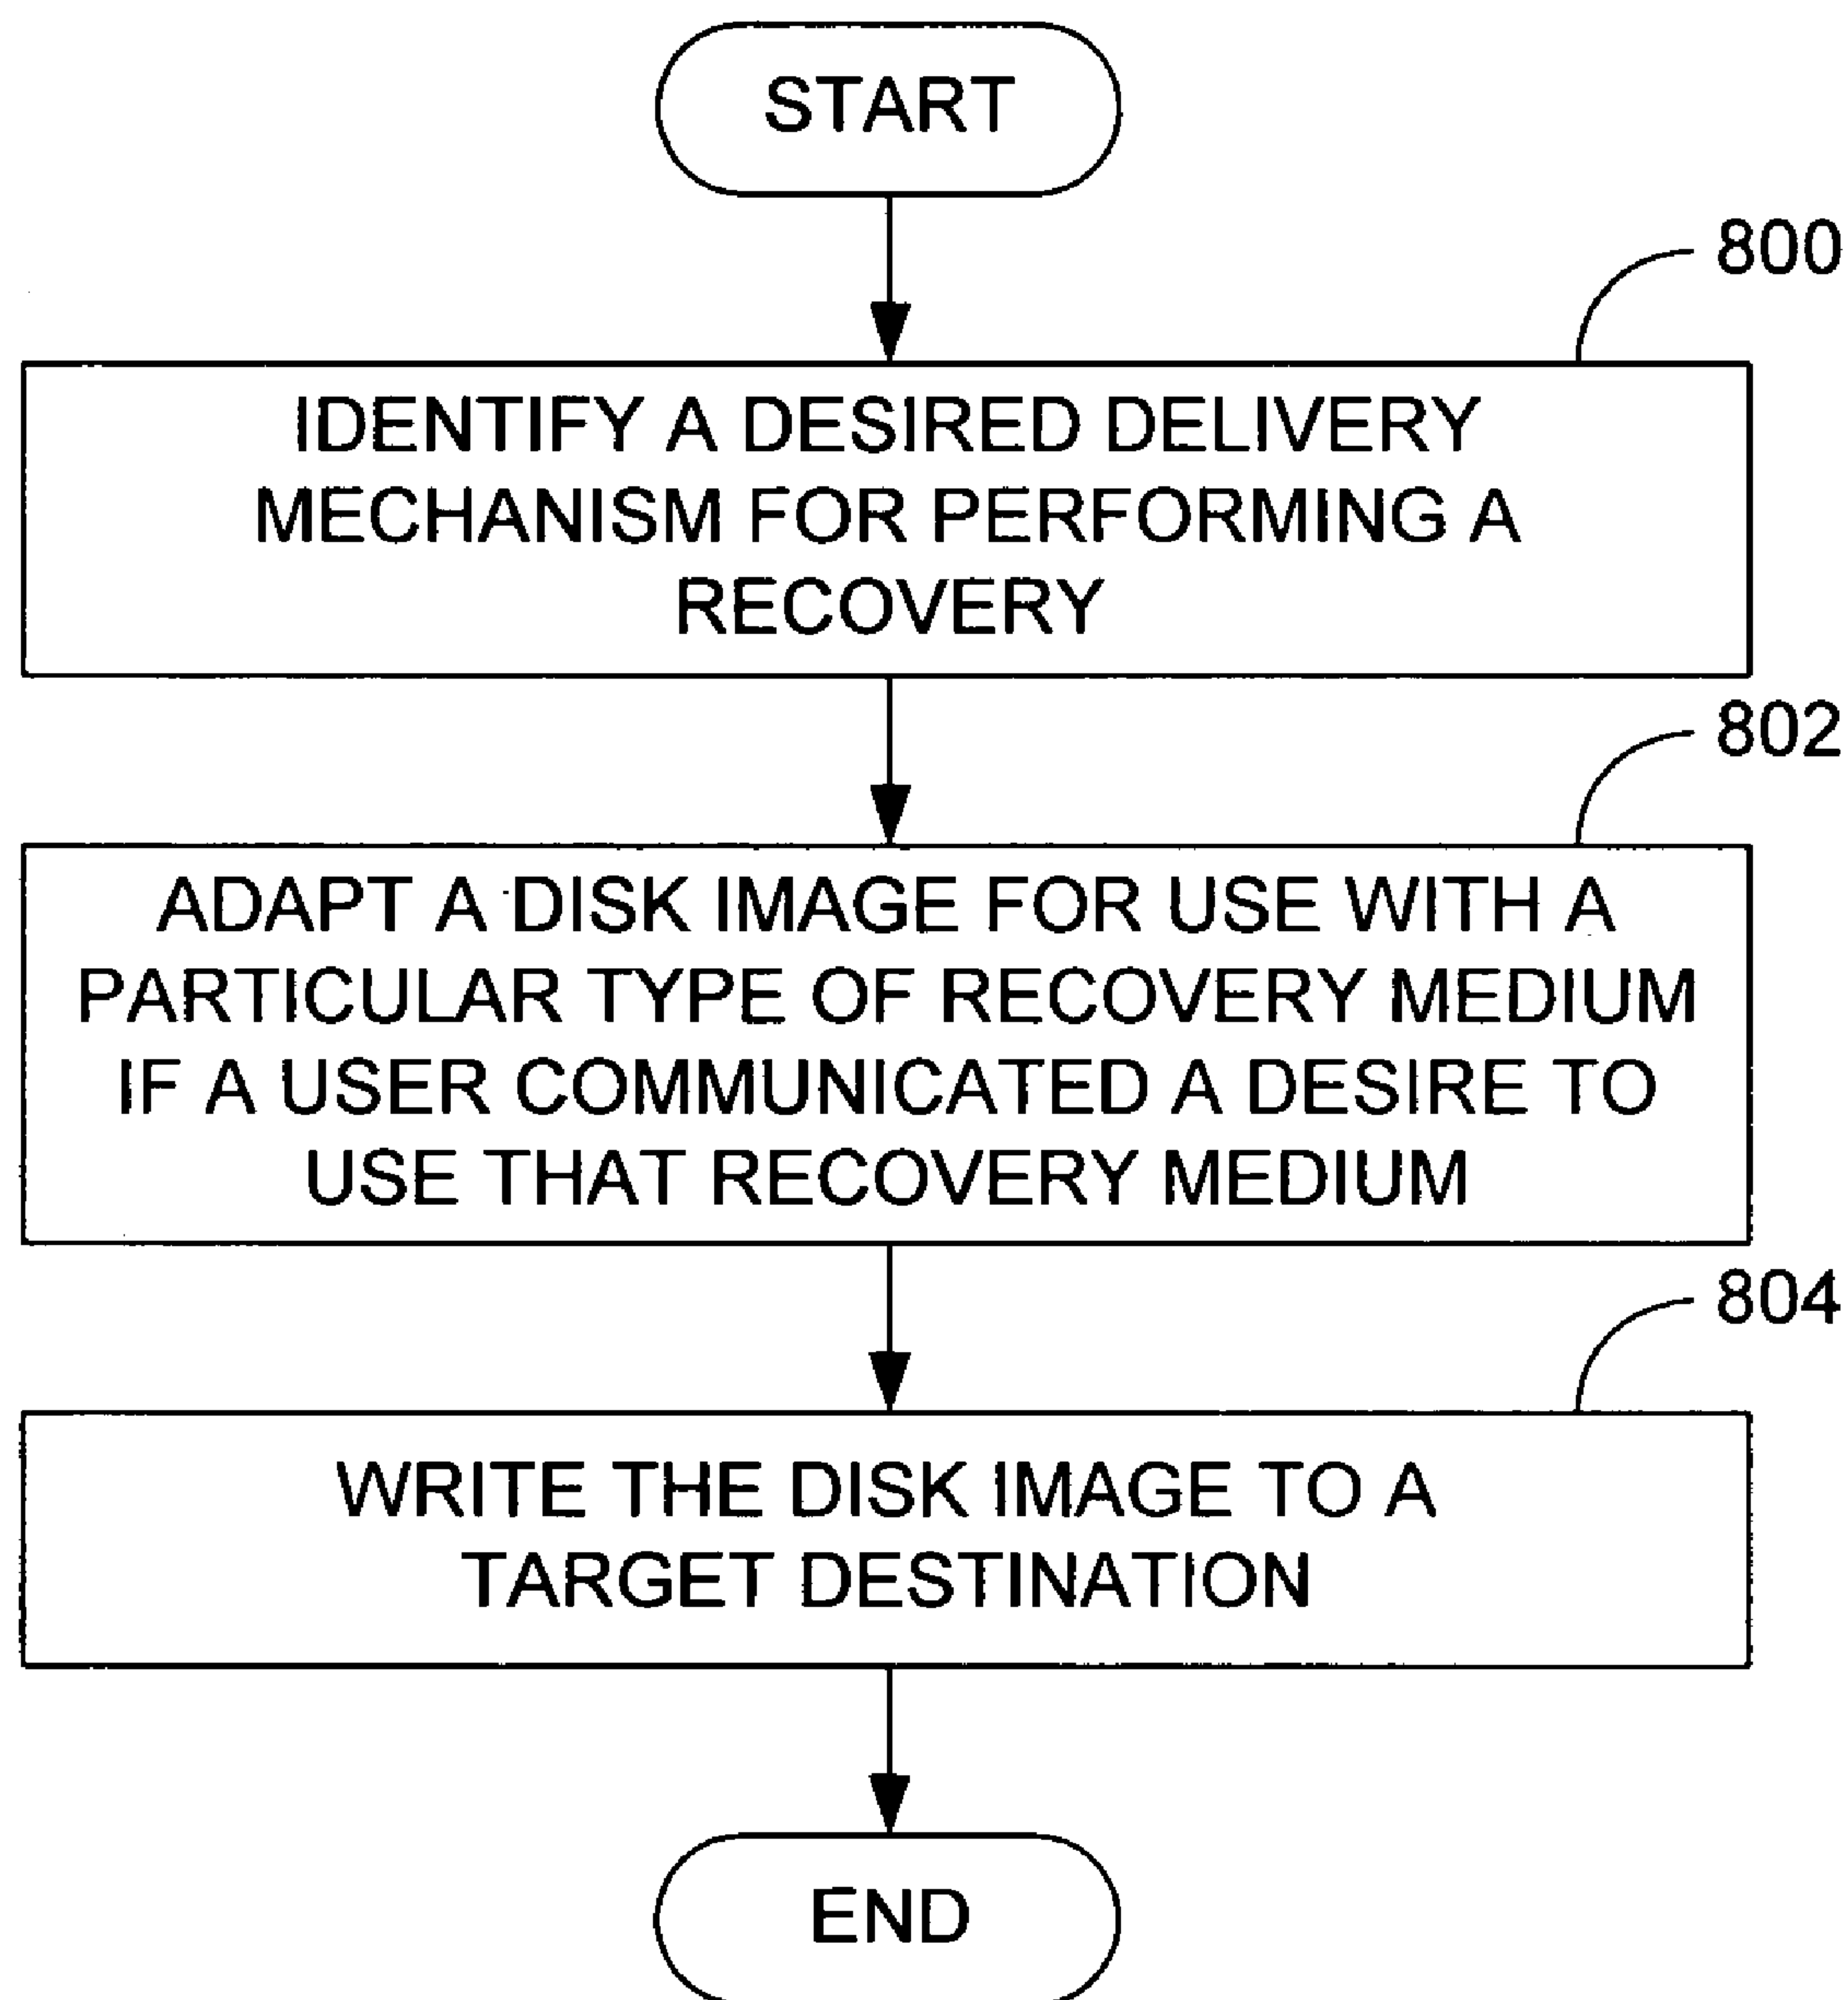 START
800
IDENTIFY A DESIRED DELIVERY
MECHANISM FOR PERFORMING A
RECOVERY
802
ADAPT A DISK IMAGE FOR USE WITH A
PARTICULAR TYPE OF RECOVERY MEDIUM
IF A USER COMMUNICATED A DESIRE TO
USE THAT RECOVERY MEDIUM
804
WRITE THE DISK IMAGE TO A
TARGET DESTINATION
END